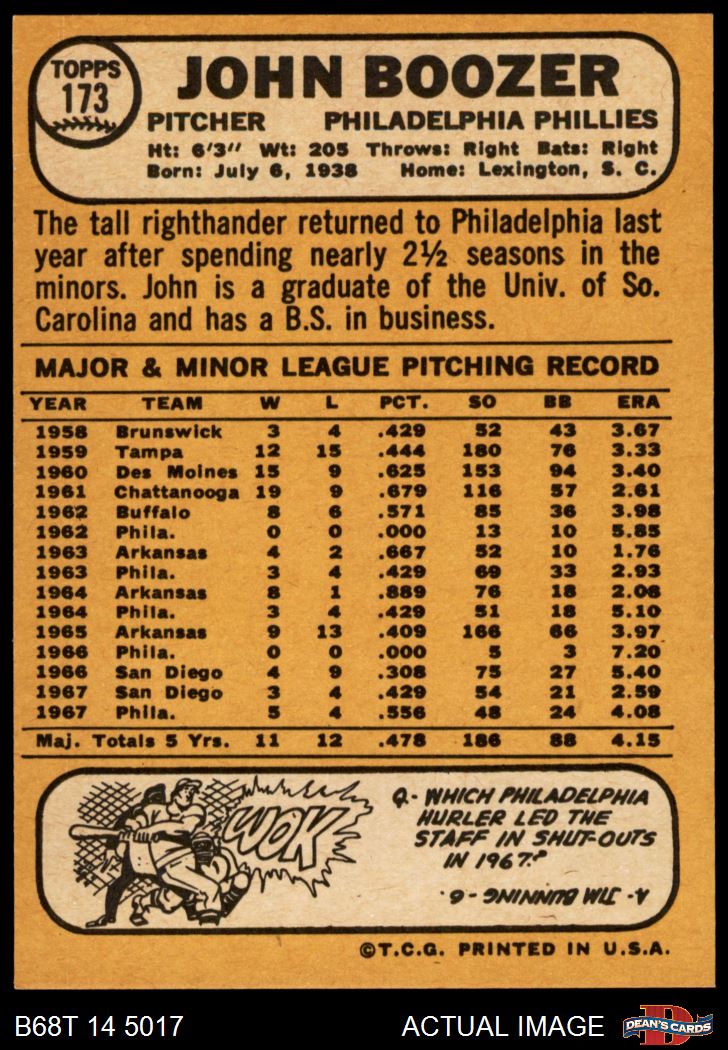 TOPPS
173
JOHN BOOZER
PITCHER PHILADELPHIA PHILLIES
Ht: 6'3" Wt: 205 Throws: Right Bats: Right
Born: July 6, 1938 Home: Lexington, S. C.
The tall righthander returned to Philadelphia last
year after spending nearly 2½ seasons in the
minors. John is a graduate of the Univ. of So.
Carolina and has a B.S. in business.
MAJOR & MINOR LEAGUE PITCHING RECORD
YEAR TEAM W L PCT. SO BB ERA
1958 Brunswick 3 4 .429 52 43 3.67
1959 Tampa 12 15 .444 180 76 3.33
1960 Des Moines 15 9 .625 153 94 3.40
1961 Chattanooga 19 9 .679 116 57 2.61
1962 Buffalo 8 6 .571 85 36 3.98
1962 Phila. 0 0 .000 13 10 5.85
1963 Arkansas 4 2 .667 52 10 1.76
1963 Phila. 3 4 .429 69 33 2.93
1964 Arkansas 8 1 .889 76 18 2.08
1964 Phila. 3 4 .429 51 18 5.10
1965 Arkansas 9 13 .409 166 66 3.97
1966 Phila. 0 0 .000 5 3 7.20
1966 San Diego 4 9 .308 75 27 5.40
1967 San Diego 3 4 .429 54 21 2.59
1967 Phila. 5 4 .556 48 24 4.08
Maj. Totals 5 Yrs. 11 12 .478 186 88 4.15
WOK
Q- WHICH PHILADELPHIA
HURLER LED THE
STAFF IN SHUT-OUTS
IN 1967?
A- JIM BUNNING - 6.
©T.C.G. PRINTED IN U.S.A.
B68T 14 5017 ACTUAL IMAGE
D
DEAN'S CARDS